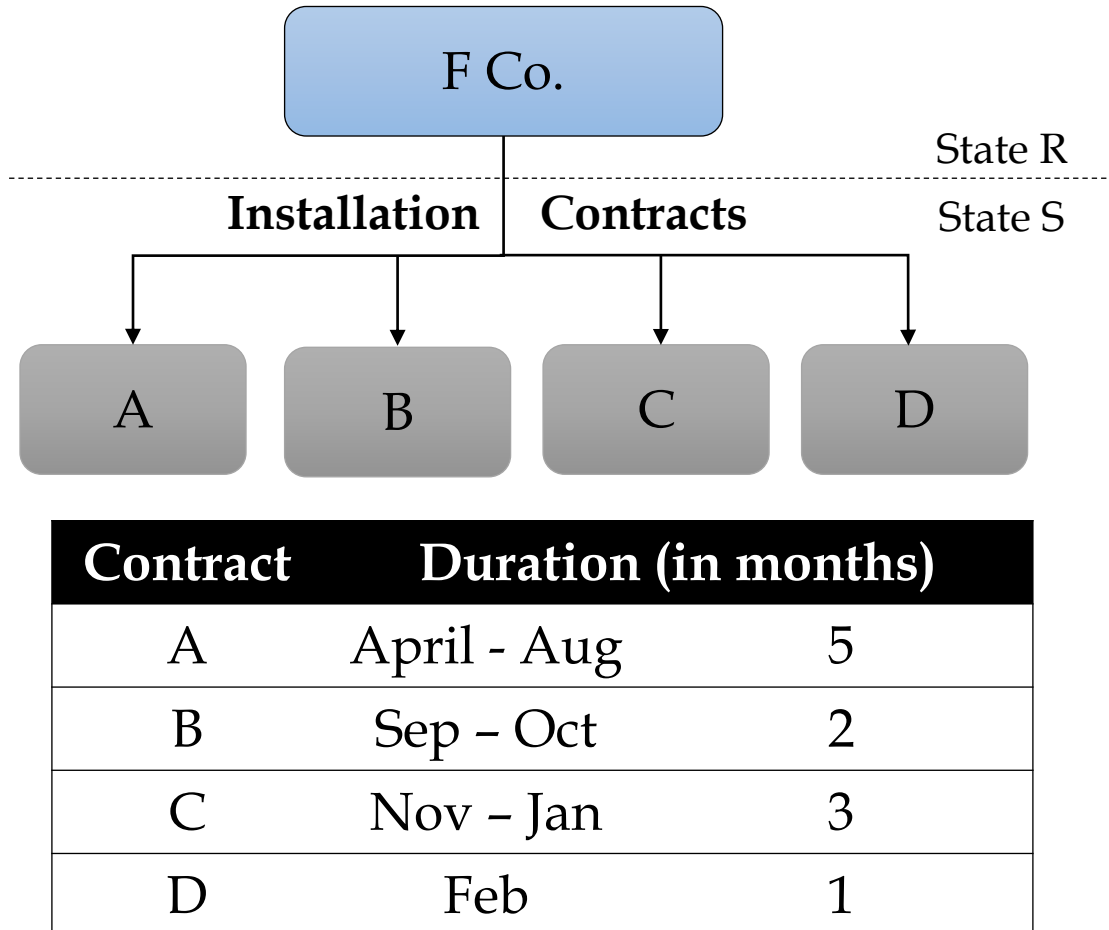 F Co.
State R
Installation Contracts
State S
A B C D
Contract Duration (in months)
A April - Aug 5
B Sep – Oct 2
C Nov – Jan 3
D Feb 1